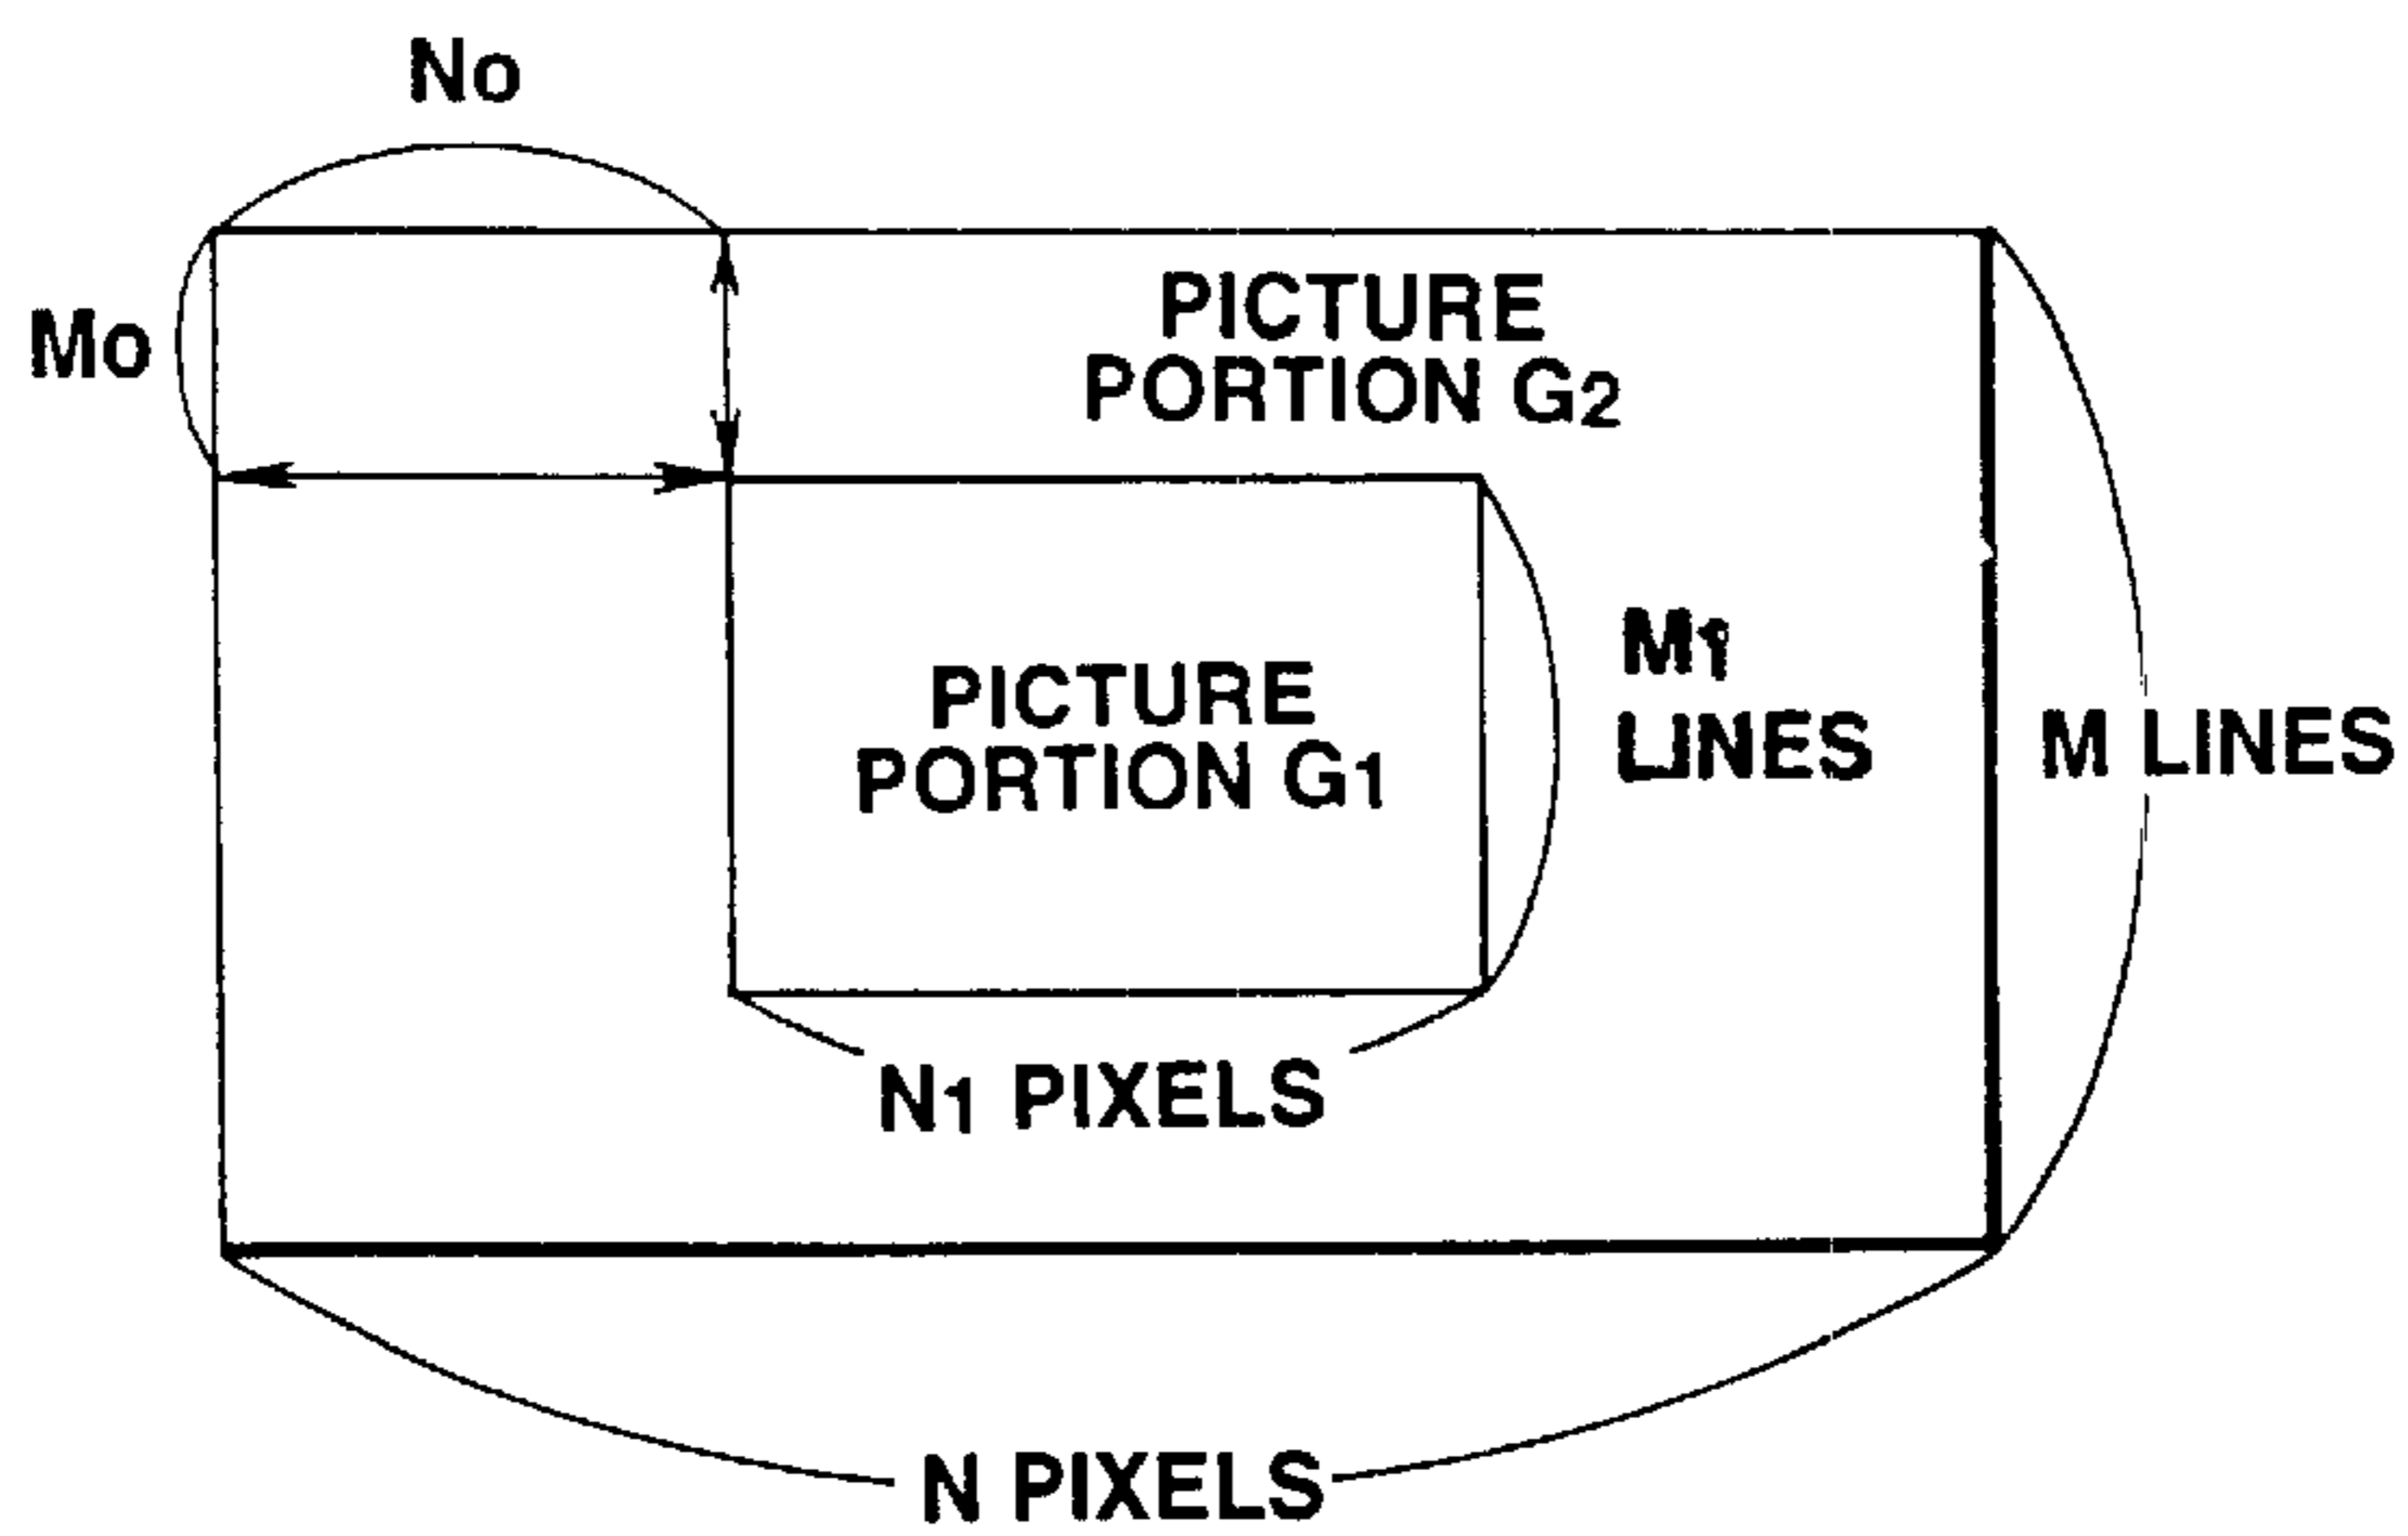 No
PICTURE
PORTION G2
Mo
M1
LINES
M LINES
PICTURE
PORTION G1
N1 PIXELS
N PIXELS